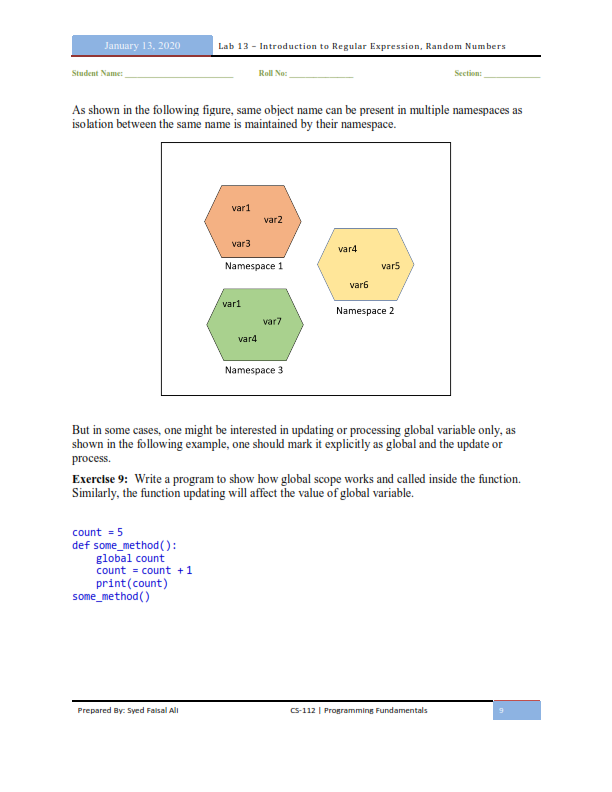 January 13, 2020 Lab 13 – Introduction to Regular Expression, Random Numbers
Student Name: ___________________________ Roll No: ________________ Section: ______________
As shown in the following figure, same object name can be present in multiple namespaces as
isolation between the same name is maintained by their namespace.
var1
var2
var3
Namespace 1
var4
var5
var6
Namespace 2
var1
var7
var4
Namespace 3
But in some cases, one might be interested in updating or processing global variable only, as
shown in the following example, one should mark it explicitly as global and the update or
process.
Exercise 9: Write a program to show how global scope works and called inside the function.
Similarly, the function updating will affect the value of global variable.
count = 5
def some_method():
    global count
    count = count + 1
    print(count)
some_method()
Prepared By: Syed Faisal Ali CS-112 | Programming Fundamentals 9